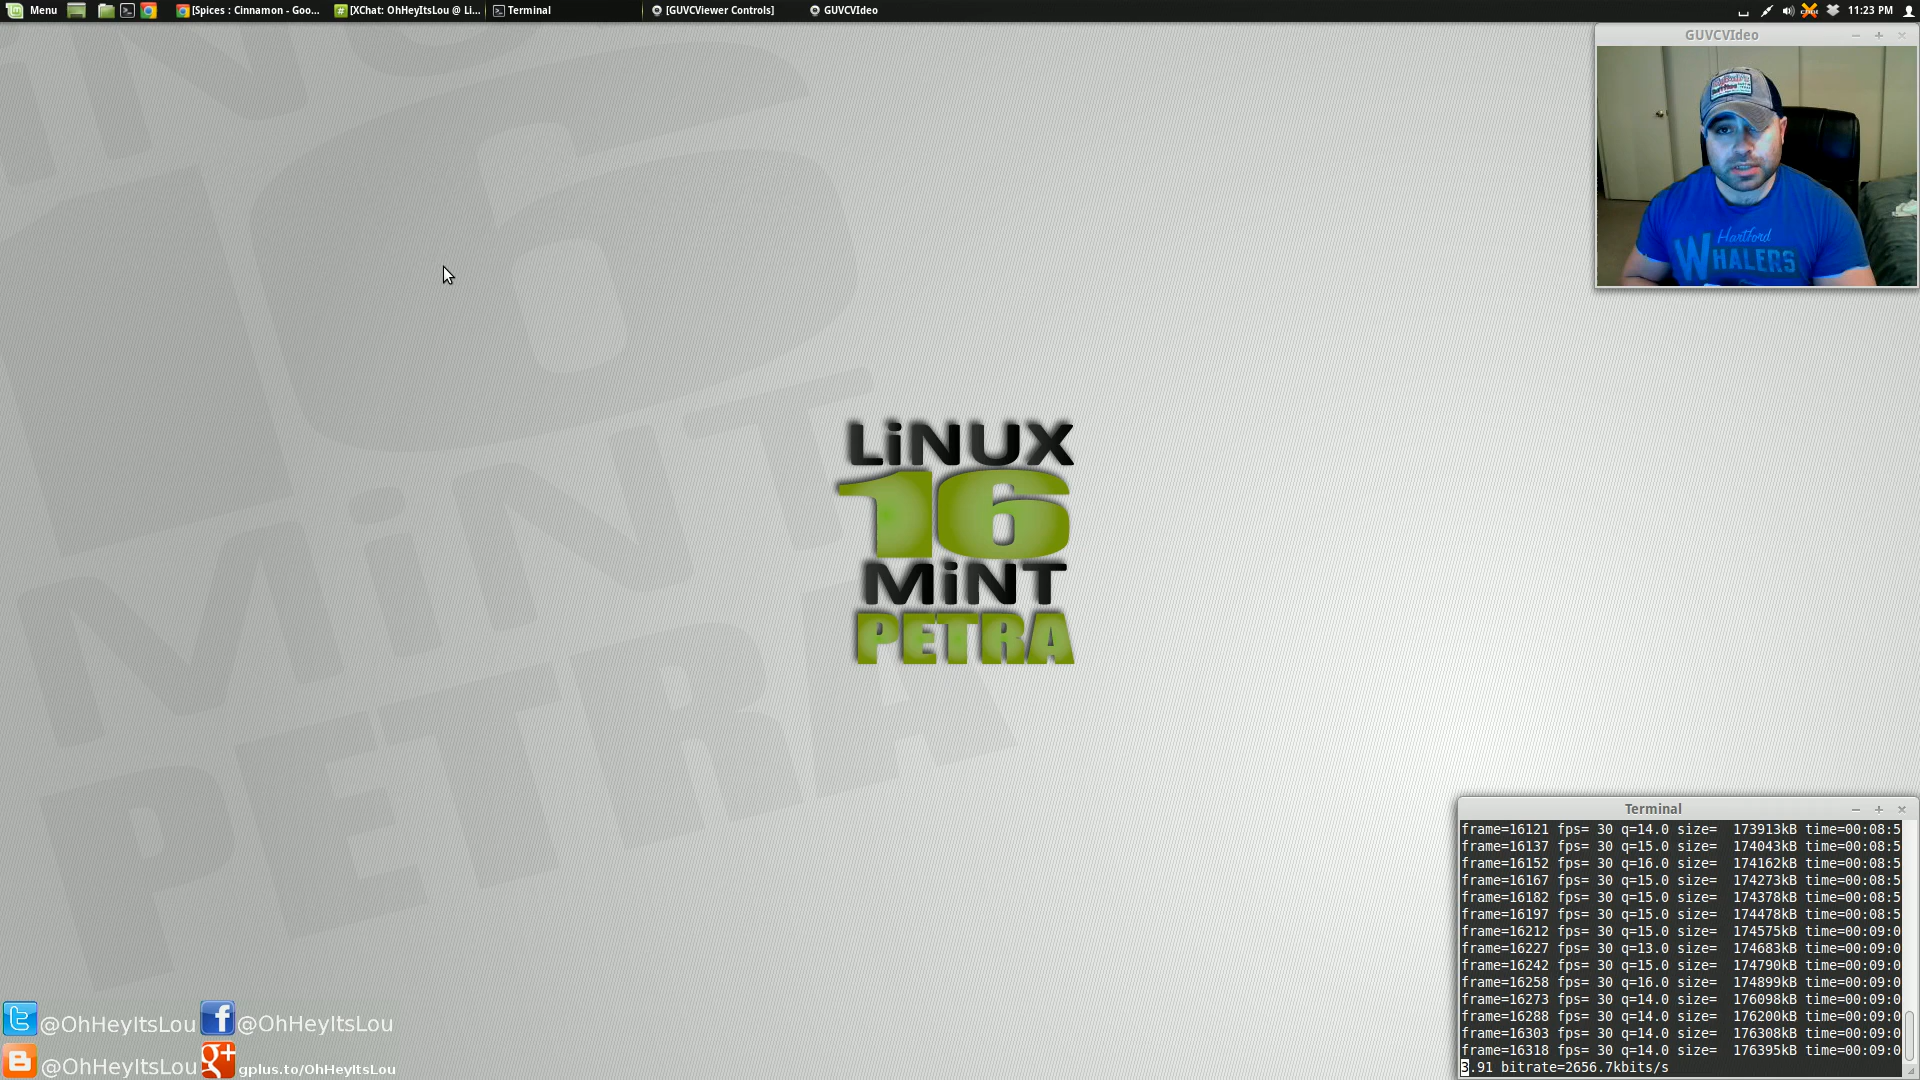 Menu
[Spices : Cinnamon - Goo...
[XChat: OhHeyItsLou @ Li...
Terminal
[GUVCViewer Controls]
GUVCVIdeo
11:23 PM
GUVCVIdeo
Hartford
WHALERS
LiNUX
16
MiNT
PETRA
16
MiNT
PETRA
Terminal
frame=16121 fps= 30 q=14.0 size=  173913kB time=00:08:5
frame=16137 fps= 30 q=15.0 size=  174043kB time=00:08:5
frame=16152 fps= 30 q=16.0 size=  174162kB time=00:08:5
frame=16167 fps= 30 q=15.0 size=  174273kB time=00:08:5
frame=16182 fps= 30 q=15.0 size=  174378kB time=00:08:5
frame=16197 fps= 30 q=15.0 size=  174478kB time=00:08:5
frame=16212 fps= 30 q=15.0 size=  174575kB time=00:09:0
frame=16227 fps= 30 q=13.0 size=  174683kB time=00:09:0
frame=16242 fps= 30 q=15.0 size=  174790kB time=00:09:0
frame=16258 fps= 30 q=16.0 size=  174899kB time=00:09:0
frame=16273 fps= 30 q=14.0 size=  176098kB time=00:09:0
frame=16288 fps= 30 q=14.0 size=  176200kB time=00:09:0
frame=16303 fps= 30 q=14.0 size=  176308kB time=00:09:0
frame=16318 fps= 30 q=14.0 size=  176395kB time=00:09:0
3.91 bitrate=2656.7kbits/s
@OhHeyItsLou
@OhHeyItsLou
@OhHeyItsLou
gplus.to/OhHeyItsLou